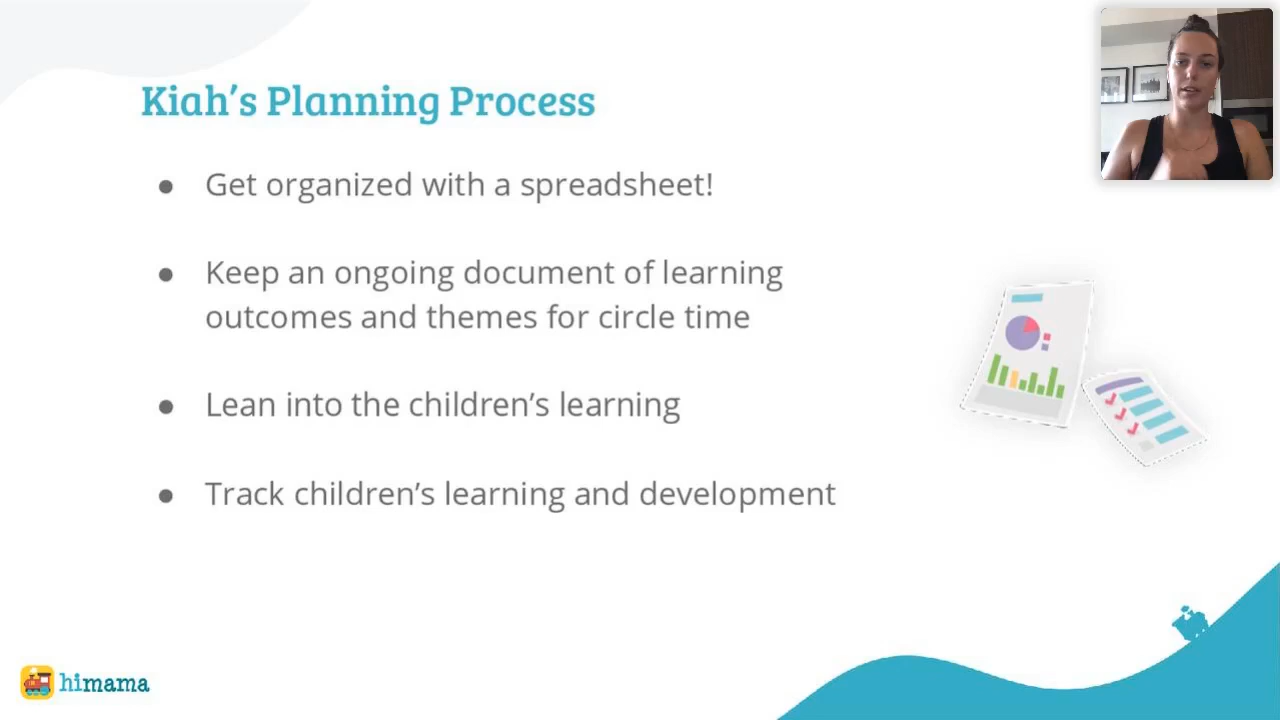 Kiah’s Planning Process
● Get organized with a spreadsheet!
● Keep an ongoing document of learning
outcomes and themes for circle time
● Lean into the children’s learning
● Track children’s learning and development
himama